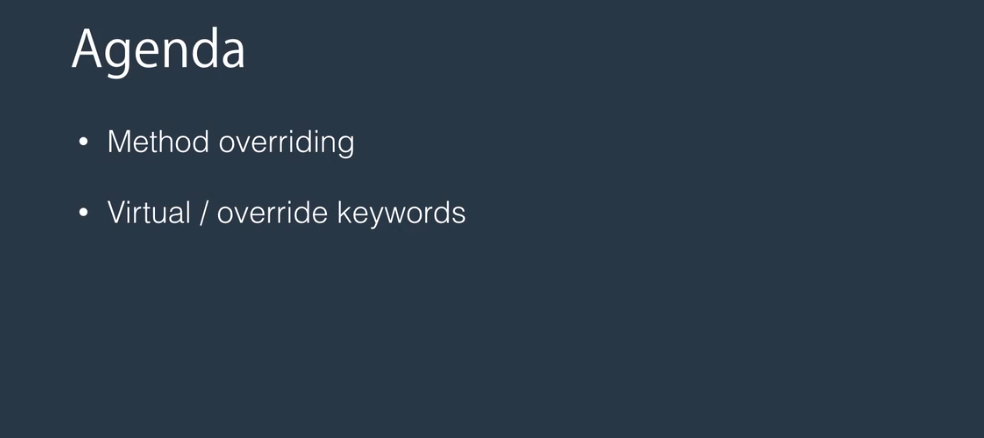 Agenda
• Method overriding
• Virtual / override keywords